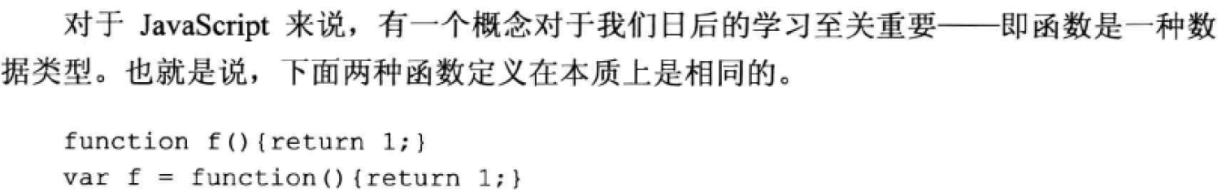 对于 JavaScript 来说，有一个概念对于我们日后的学习至关重要——即函数是一种数
据类型。也就是说，下面两种函数定义在本质上是相同的。
function f(){return 1;}
var f = function(){return 1;}